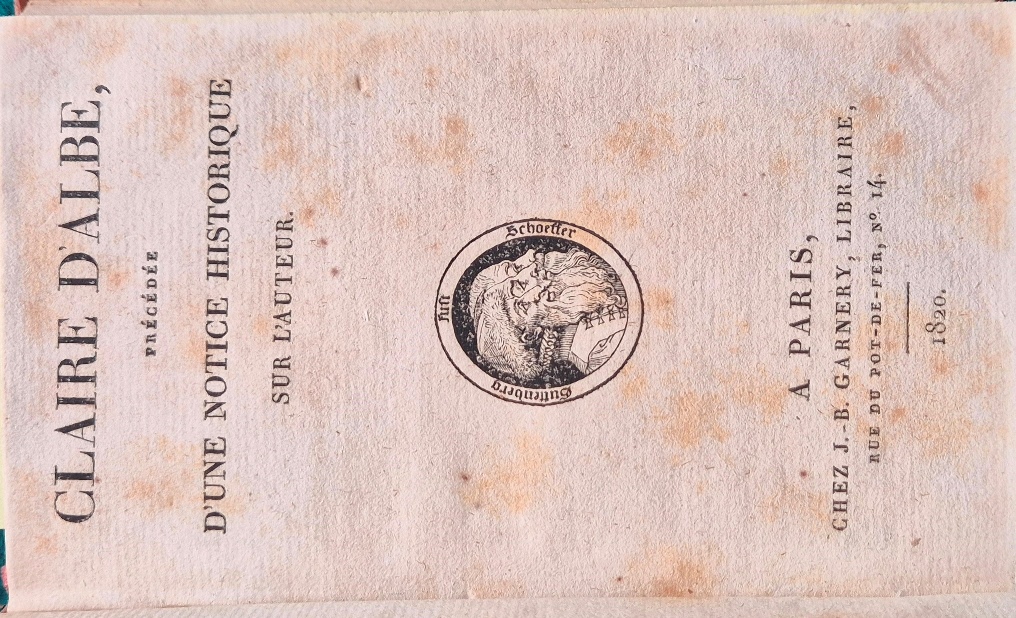 CLAIRE D'ALBE,
PRÉCÉDÉE
D'UNE NOTICE HISTORIQUE
SUR L'AUTEUR.
Guttenberg
Fust
Schoeffer
A PARIS,
CHEZ J.-B. GARNERY, LIBRAIRE,
RUE DU POT-DE-FER, N°. 14.
1820.